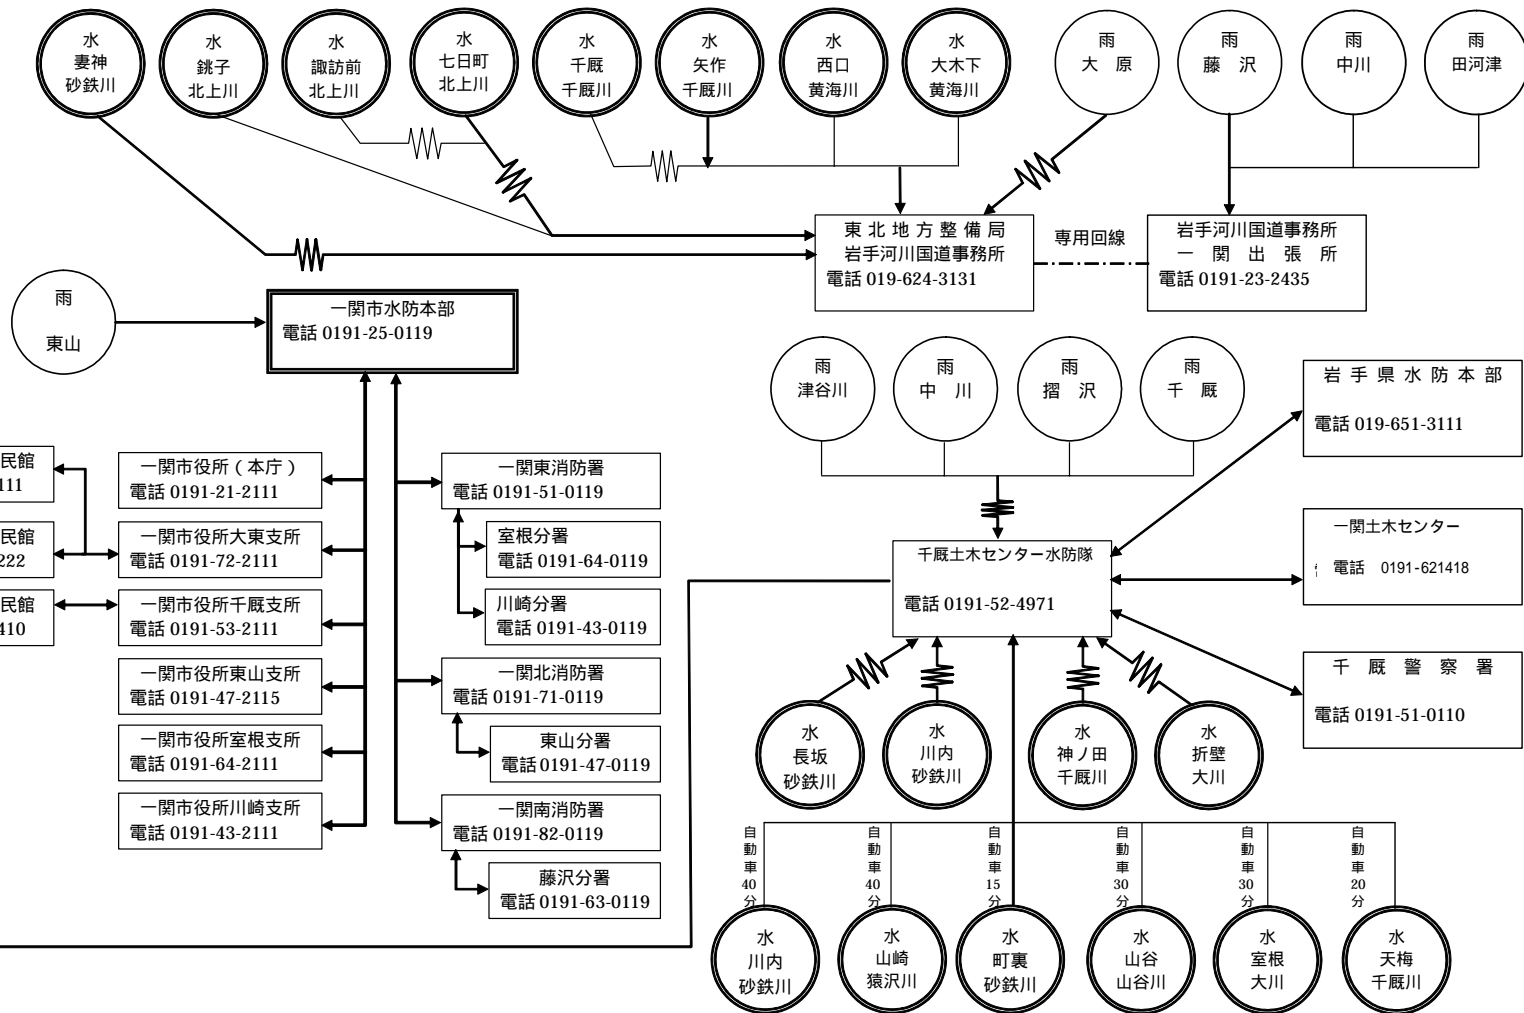 水
妻神
砂鉄川
水
銚子
北上川
水
諏訪前
北上川
水
七日町
北上川
水
千厩
千厩川
水
矢作
千厩川
水
西口
黄海川
水
大木下
黄海川
雨
大 原
雨
藤 沢
雨
中川
雨
田河津
東北地方整備局
岩手河川国道事務所
電話 019-624-3131
専用回線
岩手河川国道事務所
一関出張所
電話 0191-23-2435
雨
東山
一関市水防本部
電話 0191-25-0119
雨
津谷川
雨
中 川
雨
摺 沢
雨
千 厩
岩手県水防本部
電話 019-651-3111
民館
111
民館
222
民館
410
一関市役所（本庁）
電話 0191-21-2111
一関市役所大東支所
電話 0191-72-2111
一関市役所千厩支所
電話 0191-53-2111
一関市役所東山支所
電話 0191-47-2115
一関市役所室根支所
電話 0191-64-2111
一関市役所川崎支所
電話 0191-43-2111
一関東消防署
電話 0191-51-0119
室根分署
電話 0191-64-0119
川崎分署
電話 0191-43-0119
一関北消防署
電話 0191-71-0119
東山分署
電話 0191-47-0119
一関南消防署
電話 0191-82-0119
藤沢分署
電話 0191-63-0119
千厩土木センター水防隊
電話 0191-52-4971
一関土木センター
電話 0191-621418
千厩警察署
電話 0191-51-0110
水
長坂
砂鉄川
水
川内
砂鉄川
水
神ノ田
千厩川
水
折壁
大川
自動車40分
自動車40分
自動車15分
自動車30分
自動車30分
自動車20分
水
川内
砂鉄川
水
山崎
猿沢川
水
町裏
砂鉄川
水
山谷
山谷川
水
室根
大川
水
天梅
千厩川